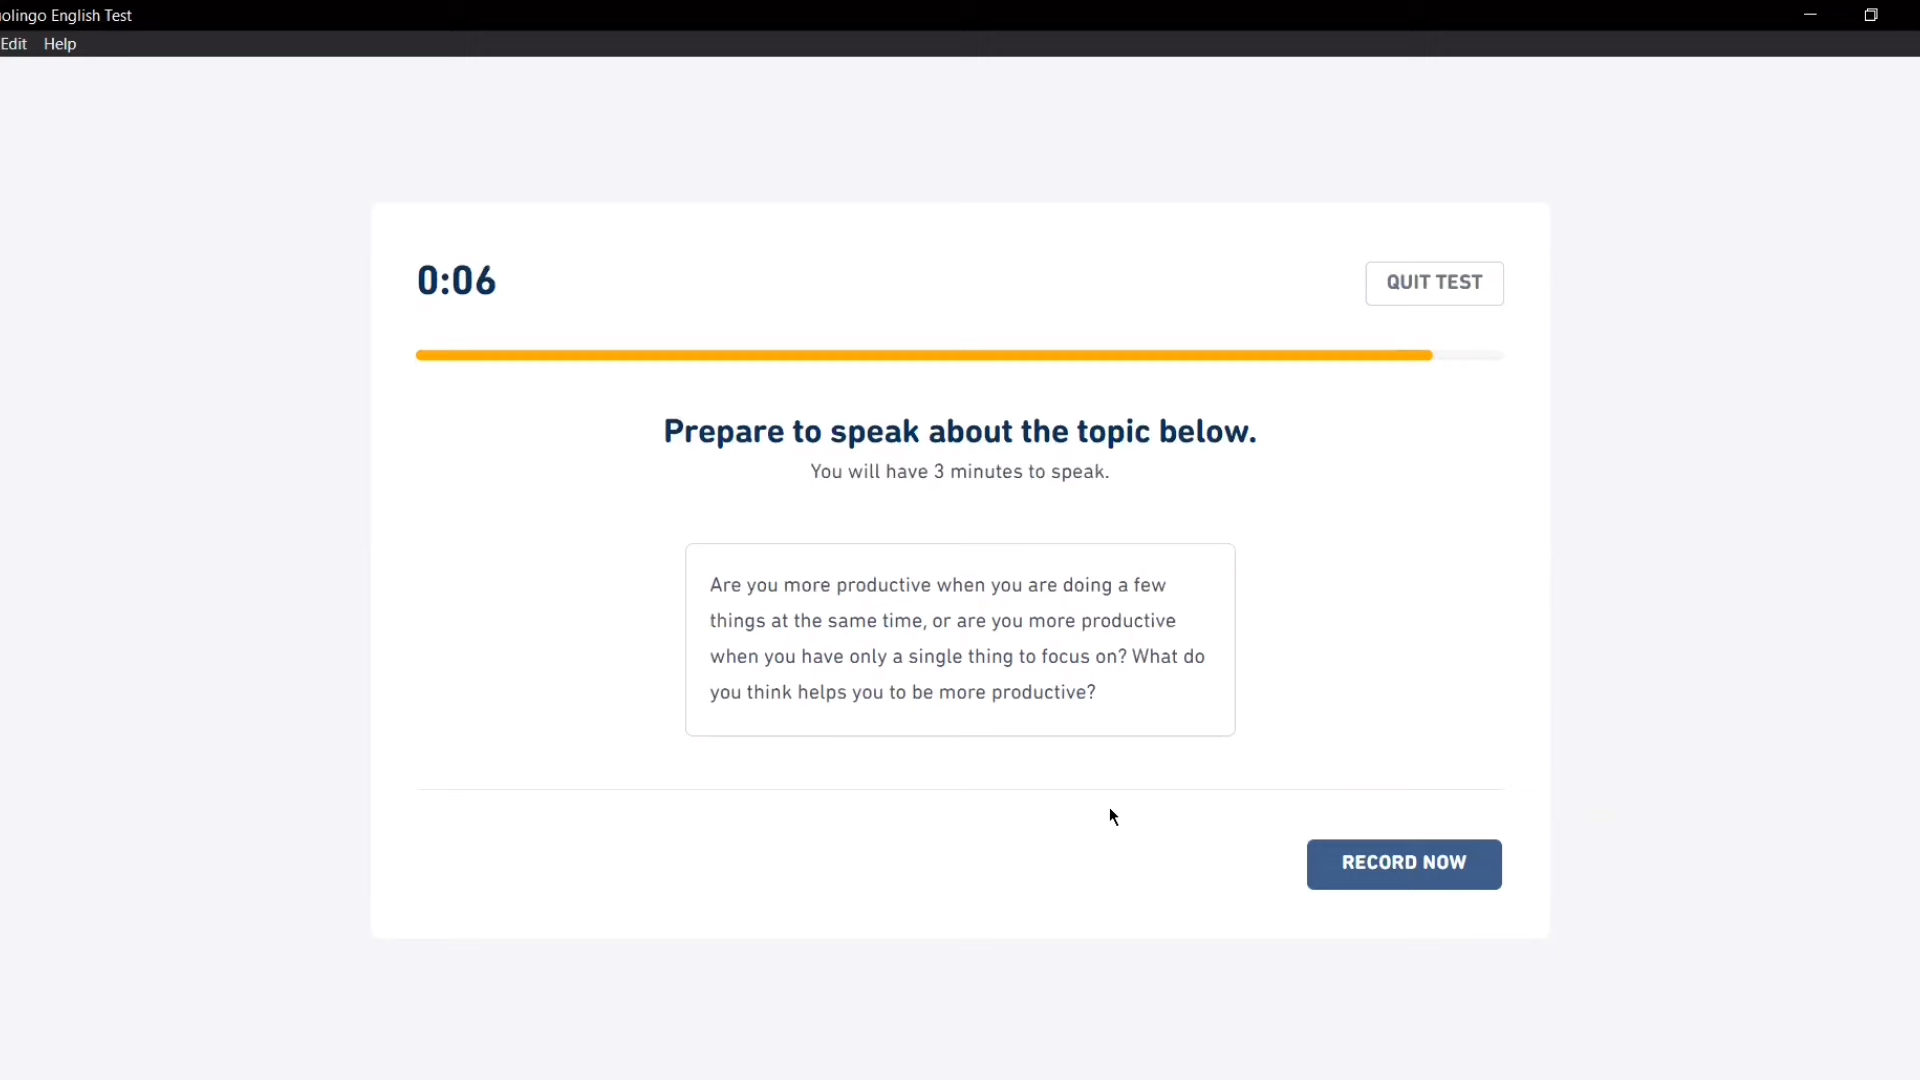 olingo English Test
Edit Help
0:06
QUIT TEST
Prepare to speak about the topic below.
You will have 3 minutes to speak.
Are you more productive when you are doing a few
things at the same time, or are you more productive
when you have only a single thing to focus on? What do
you think helps you to be more productive?
RECORD NOW